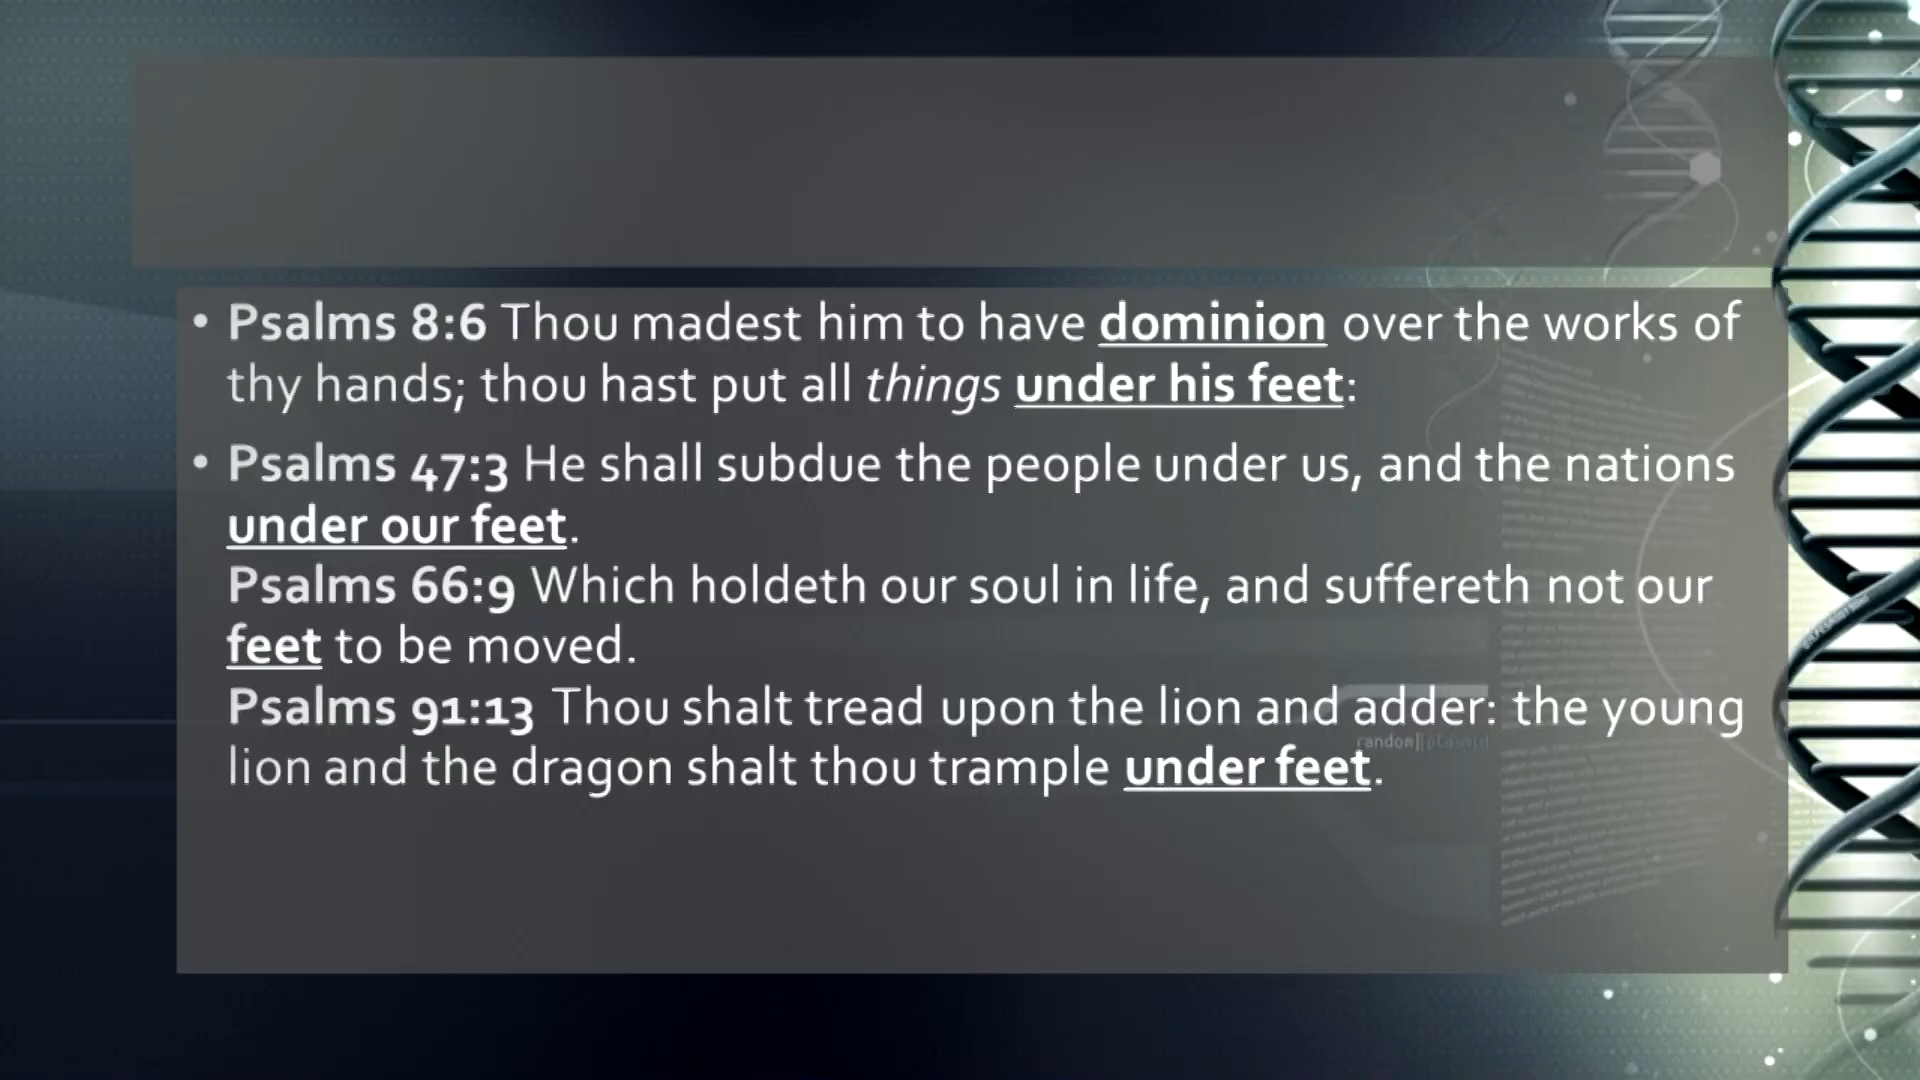 • Psalms 8:6 Thou madest him to have dominion over the works of
thy hands; thou hast put all things under his feet:
• Psalms 47:3 He shall subdue the people under us, and the nations
under our feet.
Psalms 66:9 Which holdeth our soul in life, and suffereth not our
feet to be moved.
Psalms 91:13 Thou shalt tread upon the lion and adder: the young
lion and the dragon shalt thou trample under feet.
random][plasmid